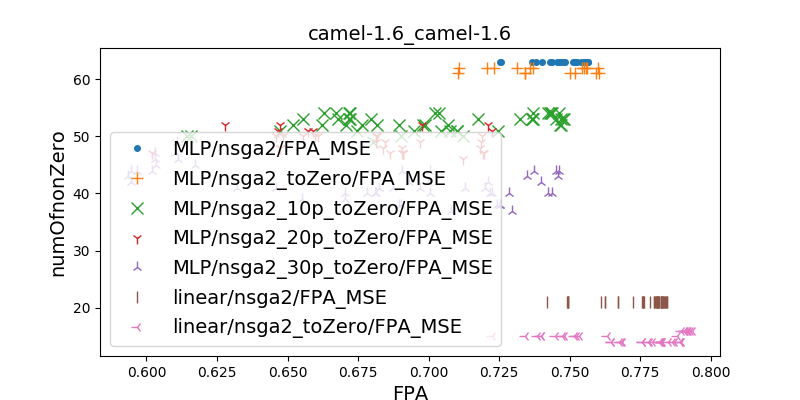 camel-1.6_camel-1.6
numOfnonZero
60
50
40
30
20
MLP/nsga2/FPA_MSE
MLP/nsga2_toZero/FPA_MSE
MLP/nsga2_10p_toZero/FPA_MSE
MLP/nsga2_20p_toZero/FPA_MSE
MLP/nsga2_30p_toZero/FPA_MSE
linear/nsga2/FPA_MSE
linear/nsga2_toZero/FPA_MSE
0.600 0.625 0.650 0.675 0.700 0.725 0.750 0.775 0.800
FPA